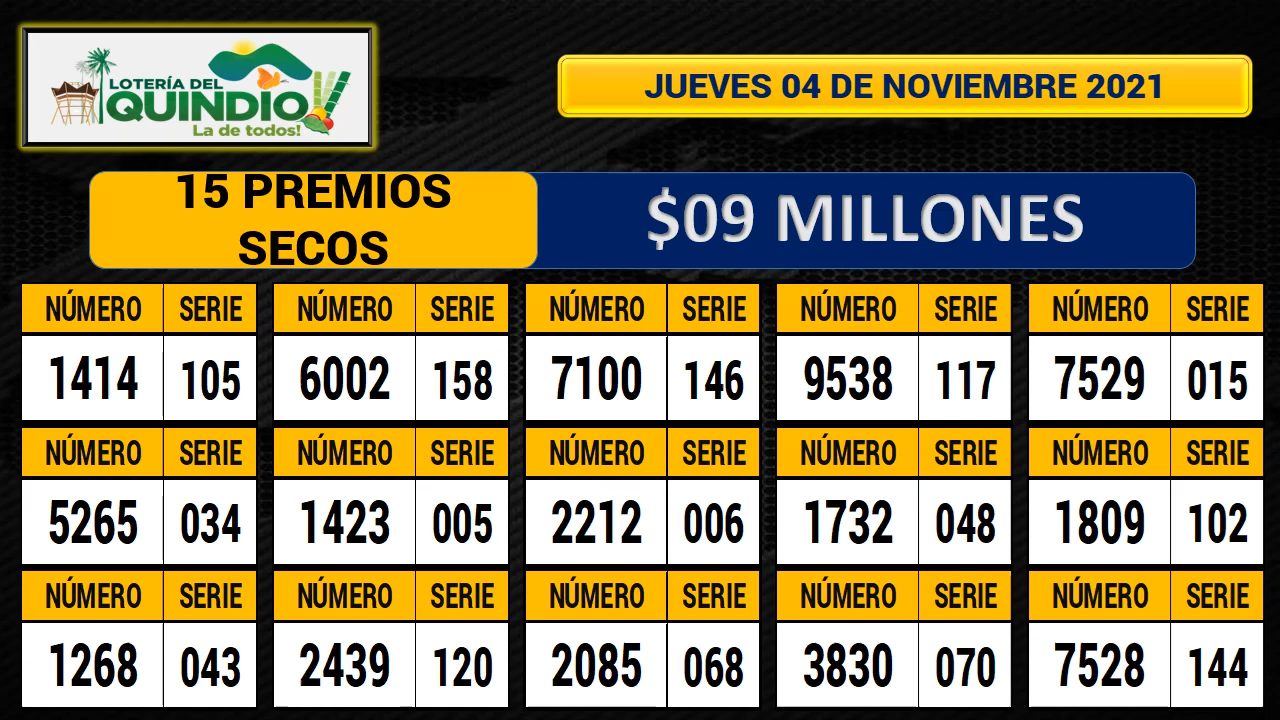 LOTERÍA DEL
QUINDIO
La de todos!
JUEVES 04 DE NOVIEMBRE 2021
15 PREMIOS
SECOS
$09 MILLONES
NÚMERO SERIE NÚMERO SERIE NÚMERO SERIE NÚMERO SERIE NÚMERO SERIE
1414 105 6002 158 7100 146 9538 117 7529 015
NÚMERO SERIE NÚMERO SERIE NÚMERO SERIE NÚMERO SERIE NÚMERO SERIE
5265 034 1423 005 2212 006 1732 048 1809 102
NÚMERO SERIE NÚMERO SERIE NÚMERO SERIE NÚMERO SERIE NÚMERO SERIE
1268 043 2439 120 2085 068 3830 070 7528 144